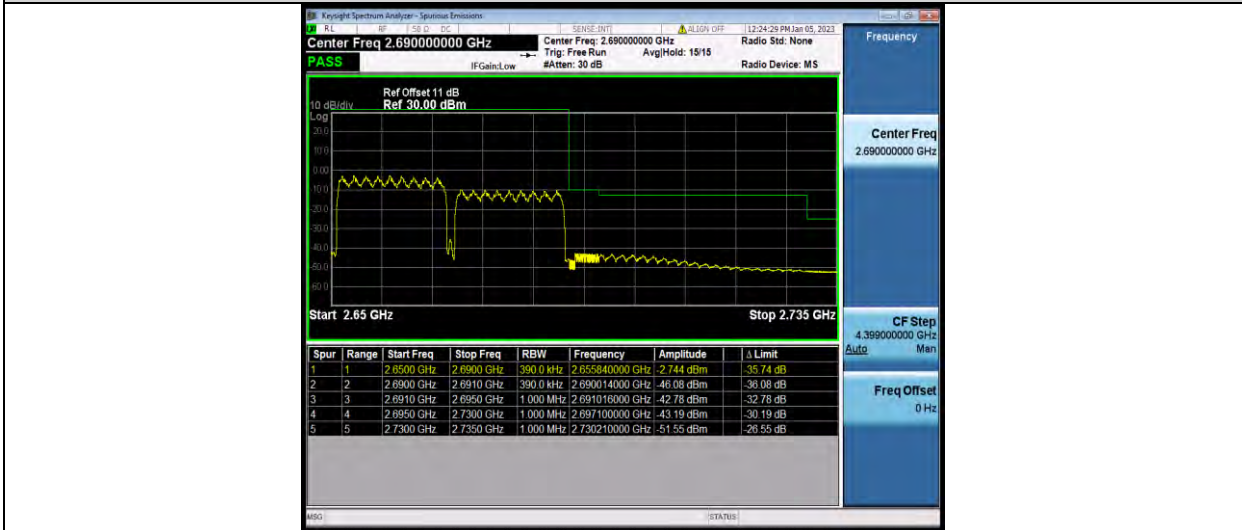 Keysight Spectrum Analyzer - Spurious Emissions
RL RF 50 Ω DC SENSE:INT ALIGN OFF 12:24:29 PM Jan 05, 2023
Center Freq 2.690000000 GHz Center Freq: 2.690000000 GHz Radio Std: None Frequency
Trig: Free Run Avg|Hold: 15/15
PASS IFGain:Low #Atten: 30 dB Radio Device: MS
Ref Offset 11 dB
10 dB/div Ref 30.00 dBm
Log
20.0
10.0
0.00
-10.0
-20.0
-30.0
-40.0
-50.0
-60.0
Start 2.65 GHz Stop 2.735 GHz
Center Freq
2.690000000 GHz
CF Step
4.399000000 GHz
Auto Man
Freq Offset
0 Hz
Spur Range Start Freq Stop Freq RBW Frequency Amplitude Δ Limit
1 1 2.6500 GHz 2.6900 GHz 390.0 kHz 2.655840000 GHz -2.744 dBm -35.74 dB
2 2 2.6900 GHz 2.6910 GHz 390.0 kHz 2.690014000 GHz -46.08 dBm -36.08 dB
3 3 2.6910 GHz 2.6950 GHz 1.000 MHz 2.691016000 GHz -42.78 dBm -32.78 dB
4 4 2.6950 GHz 2.7300 GHz 1.000 MHz 2.697100000 GHz -43.19 dBm -30.19 dB
5 5 2.7300 GHz 2.7350 GHz 1.000 MHz 2.730210000 GHz -51.55 dBm -26.55 dB
MSG STATUS